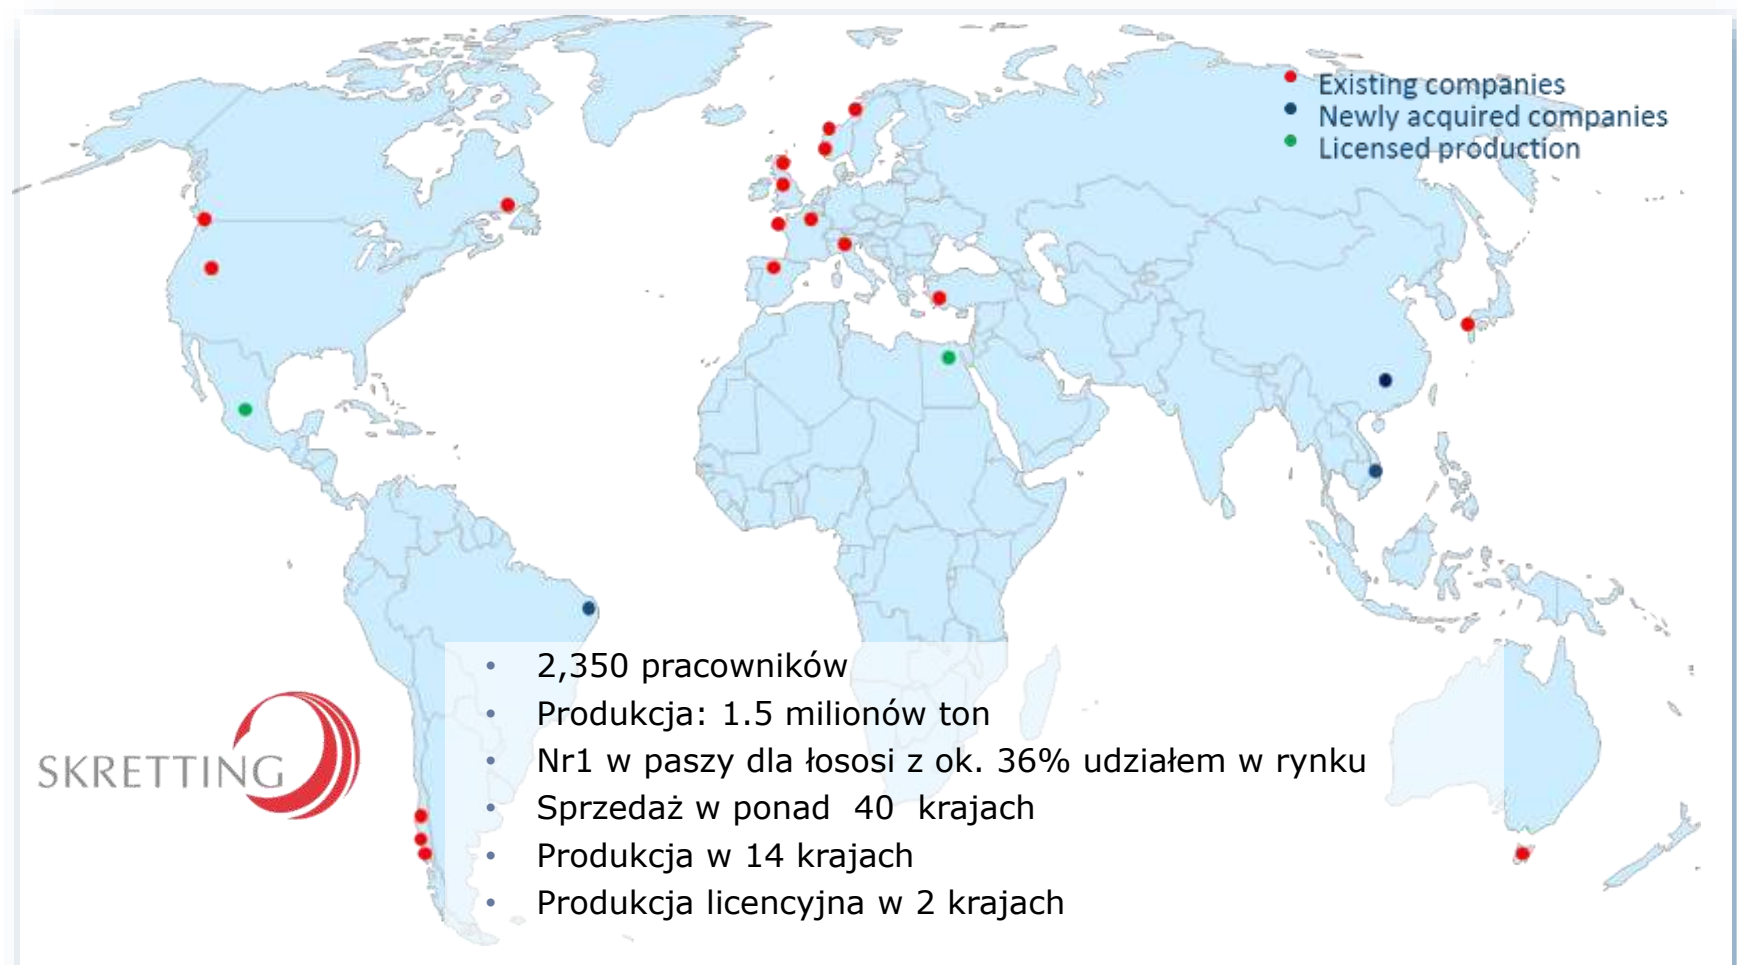 Existing companies
Newly acquired companies
Licensed production
• 2,350 pracowników
• Produkcja: 1.5 milionów ton
• Nr1 w paszy dla łososi z ok. 36% udziałem w rynku
• Sprzedaż w ponad  40  krajach
• Produkcja w 14 krajach
• Produkcja licencyjna w 2 krajach
SKRETTING